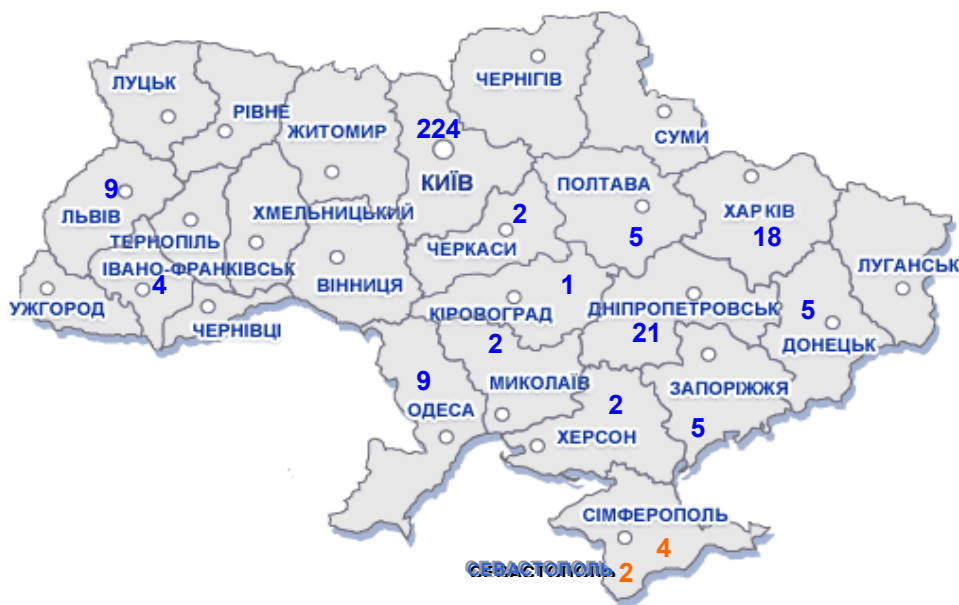 ЧЕРНІГІВ
ЛУЦЬК
РІВНЕ
ЖИТОМИР
224
СУМИ
КИЇВ
ПОЛТАВА
9
ЛЬВІВ
ХМЕЛЬНИЦЬКИЙ
2
ХАРКІВ
ТЕРНОПІЛЬ
ЧЕРКАСИ
5
18
ІВАНО-ФРАНКІВСЬК
4
ВІННИЦЯ
1
ЛУГАНСЬК
УЖГОРОД
ЧЕРНІВЦІ
КІРОВОГРАД
ДНІПРОПЕТРОВСЬК
5
2
21
ДОНЕЦЬК
9
МИКОЛАЇВ
ЗАПОРІЖЖЯ
ОДЕСА
2
ХЕРСОН
5
СІМФЕРОПОЛЬ
4
СЕВАСТОПОЛЬ 2